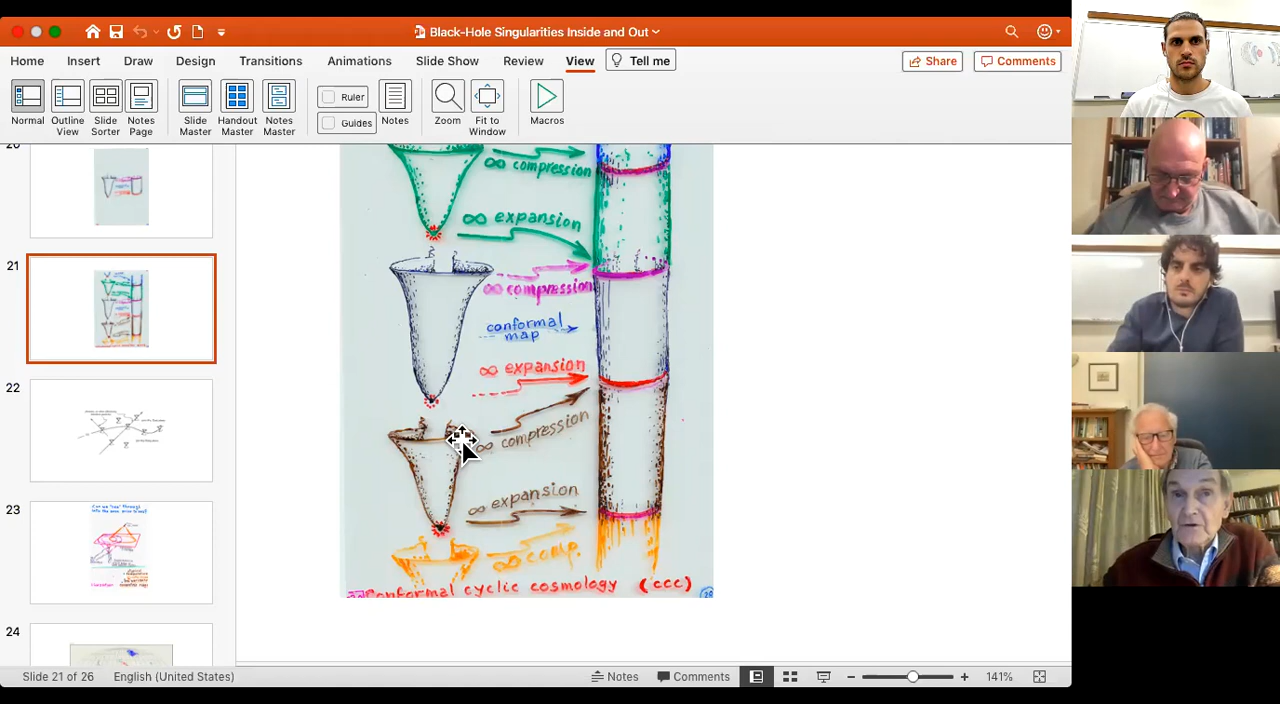 Black-Hole Singularities Inside and Out
Home Insert Draw Design Transitions Animations Slide Show Review View Tell me Share Comments
Normal Outline View Slide Sorter Notes Page Slide Master Handout Master Notes Master Ruler Guides Notes Zoom Fit to Window Macros
20
21
22
23
24
∞ compression
∞ expansion
∞ compression
conformal map
∞ expansion
∞ compression
∞ expansion
∞ comp.
Conformal cyclic cosmology (CCC)
28
Slide 21 of 26 English (United States) Notes Comments 141%